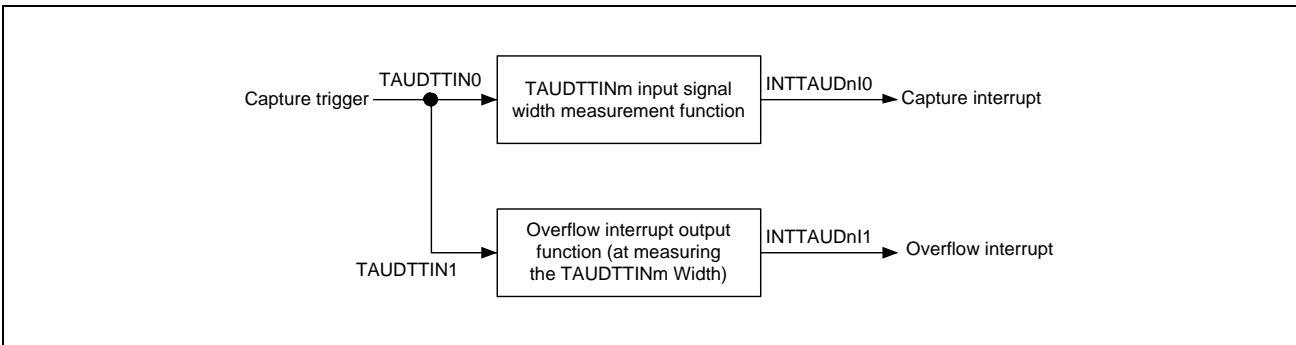 TAUDTTIN0
Capture trigger
TAUDTTINm input signal
width measurement function
INTTAUDnI0
Capture interrupt
TAUDTTIN1
Overflow interrupt output
function (at measuring
the TAUDTTINm Width)
INTTAUDnI1
Overflow interrupt